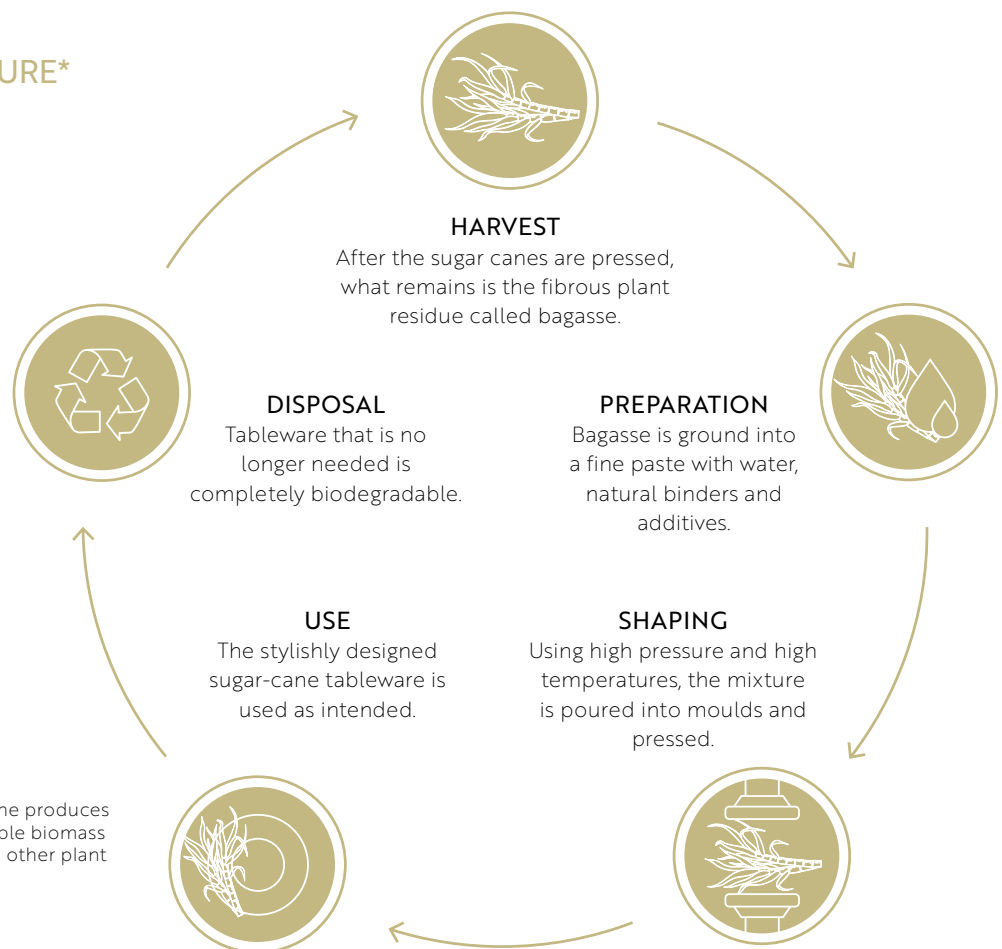 URE*
HARVEST
After the sugar canes are pressed,
what remains is the fibrous plant
residue called bagasse.
DISPOSAL
Tableware that is no
longer needed is
completely biodegradable.
PREPARATION
Bagasse is ground into
a fine paste with water,
natural binders and
additives.
USE
The stylishly designed
sugar-cane tableware is
used as intended.
SHAPING
Using high pressure and high
temperatures, the mixture
is poured into moulds and
pressed.
ne produces
ble biomass
other plant